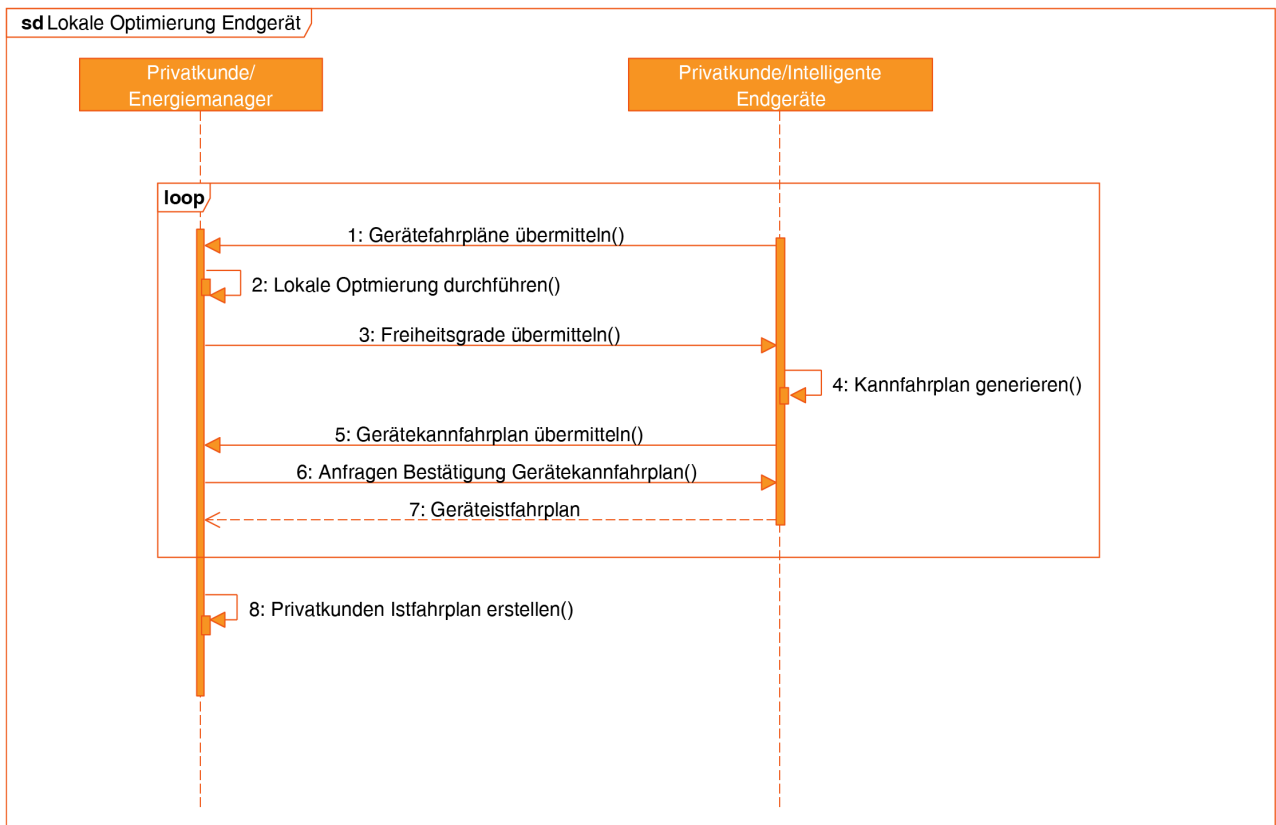 sd Lokale Optimierung Endgerät
Privatkunde/
Energiemanager
Privatkunde/Intelligente
Endgeräte
loop
1: Gerätefahrpläne übermitteln()
2: Lokale Optmierung durchführen()
3: Freiheitsgrade übermitteln()
4: Kannfahrplan generieren()
5: Gerätekannfahrplan übermitteln()
6: Anfragen Bestätigung Gerätekannfahrplan()
7: Geräteistfahrplan
8: Privatkunden Istfahrplan erstellen()